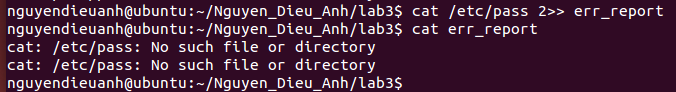 nguyendieuanh@ubuntu:~/Nguyen_Dieu_Anh/lab3$ cat /etc/pass 2>> err_report
nguyendieuanh@ubuntu:~/Nguyen_Dieu_Anh/lab3$ cat err_report
cat: /etc/pass: No such file or directory
cat: /etc/pass: No such file or directory
nguyendieuanh@ubuntu:~/Nguyen_Dieu_Anh/lab3$